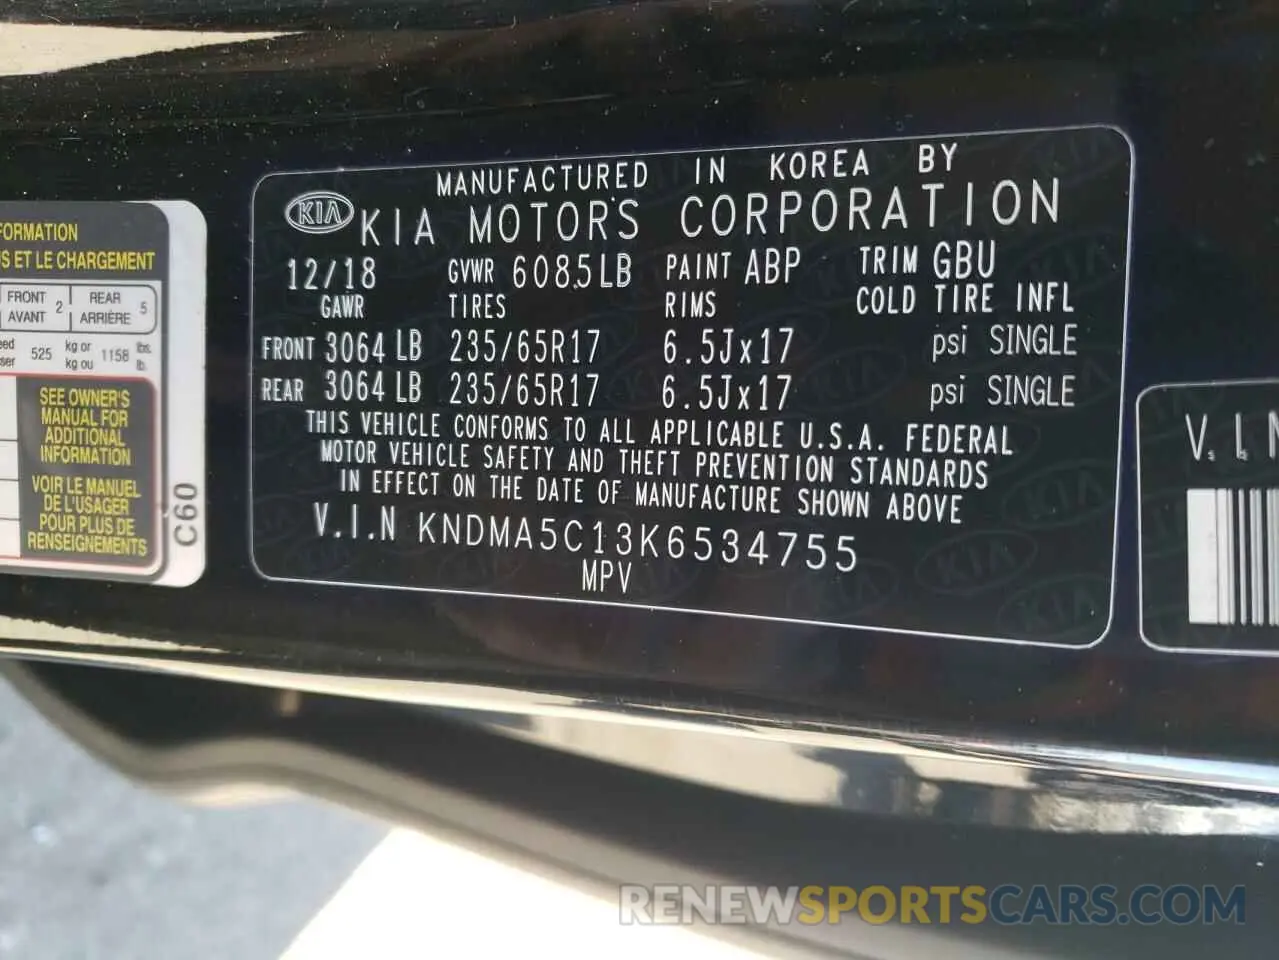 MANUFACTURED IN KOREA BY
KIA KIA MOTORS CORPORATION
12/18 GVWR 6085LB PAINT ABP TRIM GBU
GAWR TIRES RIMS COLD TIRE INFL
FRONT 3064 LB 235/65R17 6.5Jx17 psi SINGLE
REAR 3064 LB 235/65R17 6.5Jx17 psi SINGLE
THIS VEHICLE CONFORMS TO ALL APPLICABLE U.S.A. FEDERAL
MOTOR VEHICLE SAFETY AND THEFT PREVENTION STANDARDS
IN EFFECT ON THE DATE OF MANUFACTURE SHOWN ABOVE
V.I.N KNDMA5C13K6534755
MPV
ET LE CHARGEMENT
FRONT 2 REAR 5
AVANT ARRIÈRE
525 kg or 1158 lbs.
kg ou lb.
SEE OWNER'S
MANUAL FOR
ADDITIONAL
INFORMATION
VOIR LE MANUEL
DE L'USAGER
POUR PLUS DE
RENSEIGNEMENTS
C60
RENEWSPORTSCARS.COM